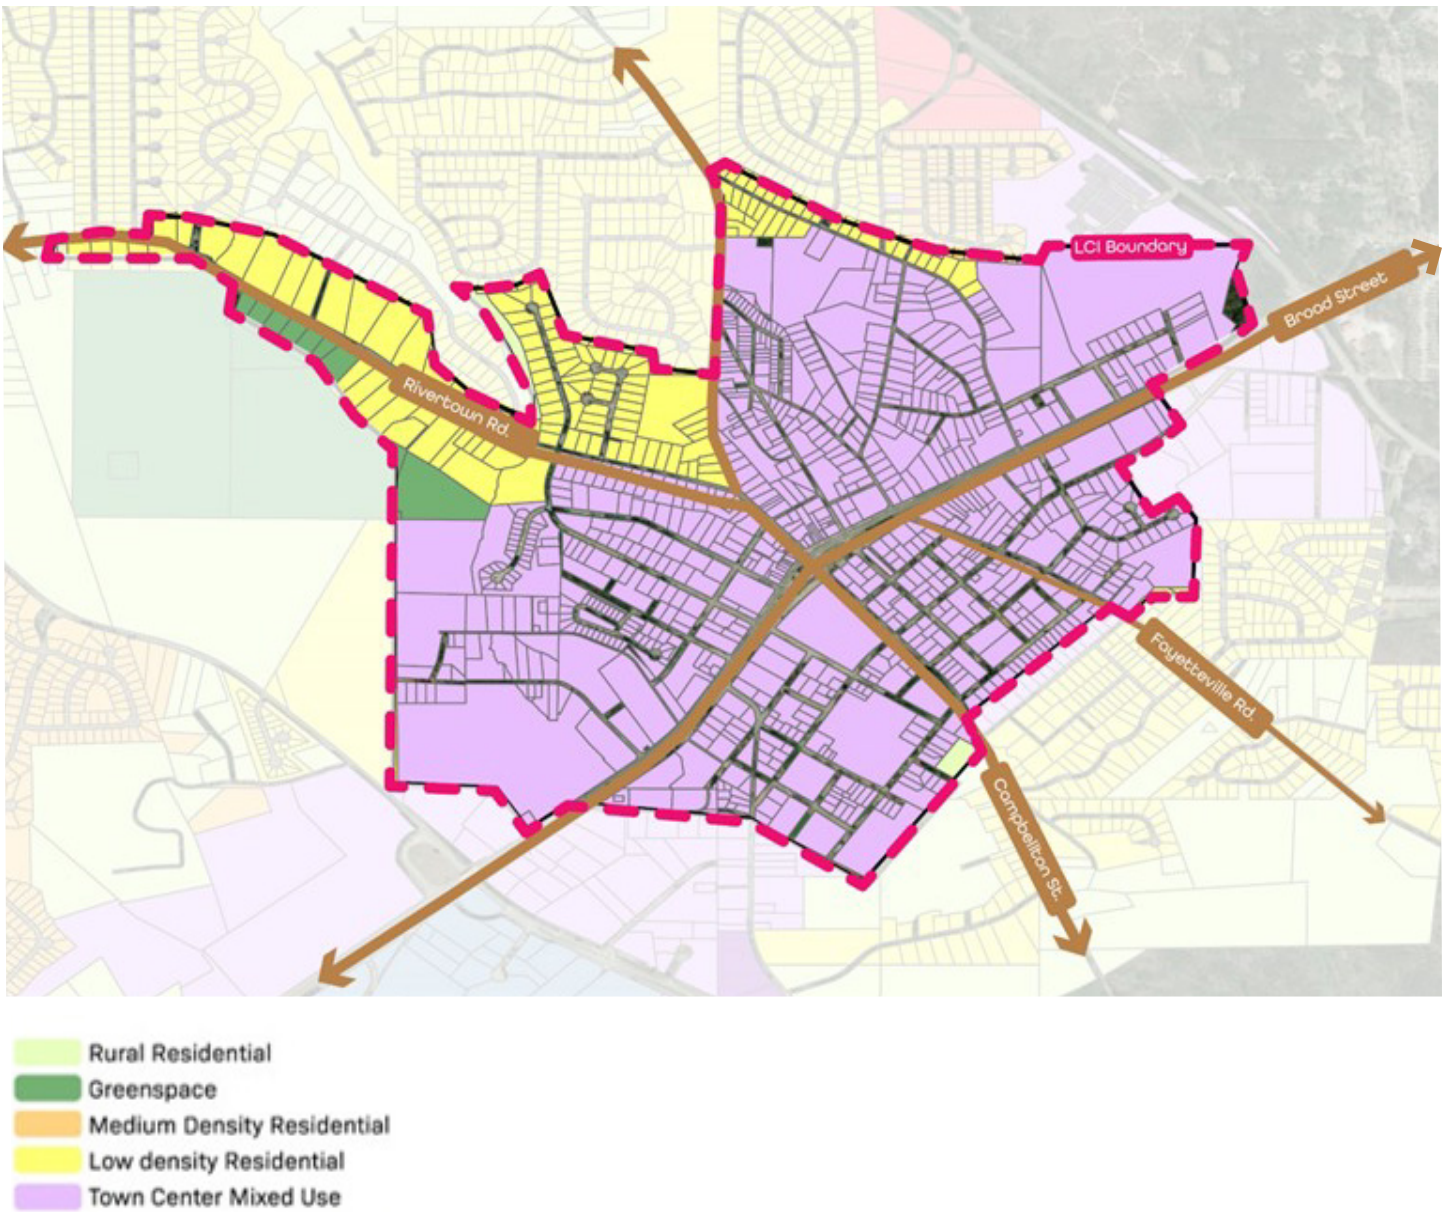 LCI Boundary
Broad Street
Rivertown Rd.
Fayetteville Rd.
Campbellton St.
Rural Residential
Greenspace
Medium Density Residential
Low density Residential
Town Center Mixed Use